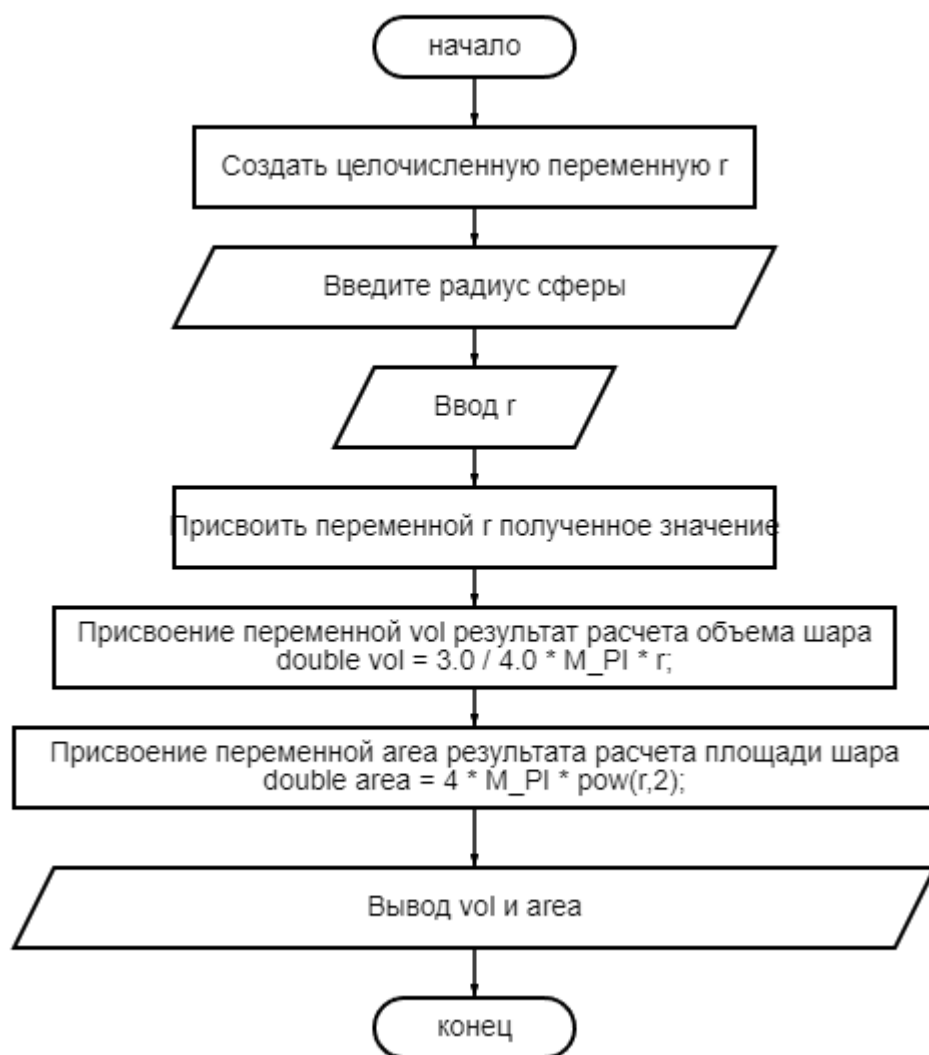 начало
Создать целочисленную переменную r
Введите радиус сферы
Ввод r
Присвоить переменной r полученное значение
Присвоение переменной vol результат расчета объема шара
double vol = 3.0 / 4.0 * M_PI * r;
Присвоение переменной area результата расчета площади шара
double area = 4 * M_PI * pow(r,2);
Вывод vol и area
конец